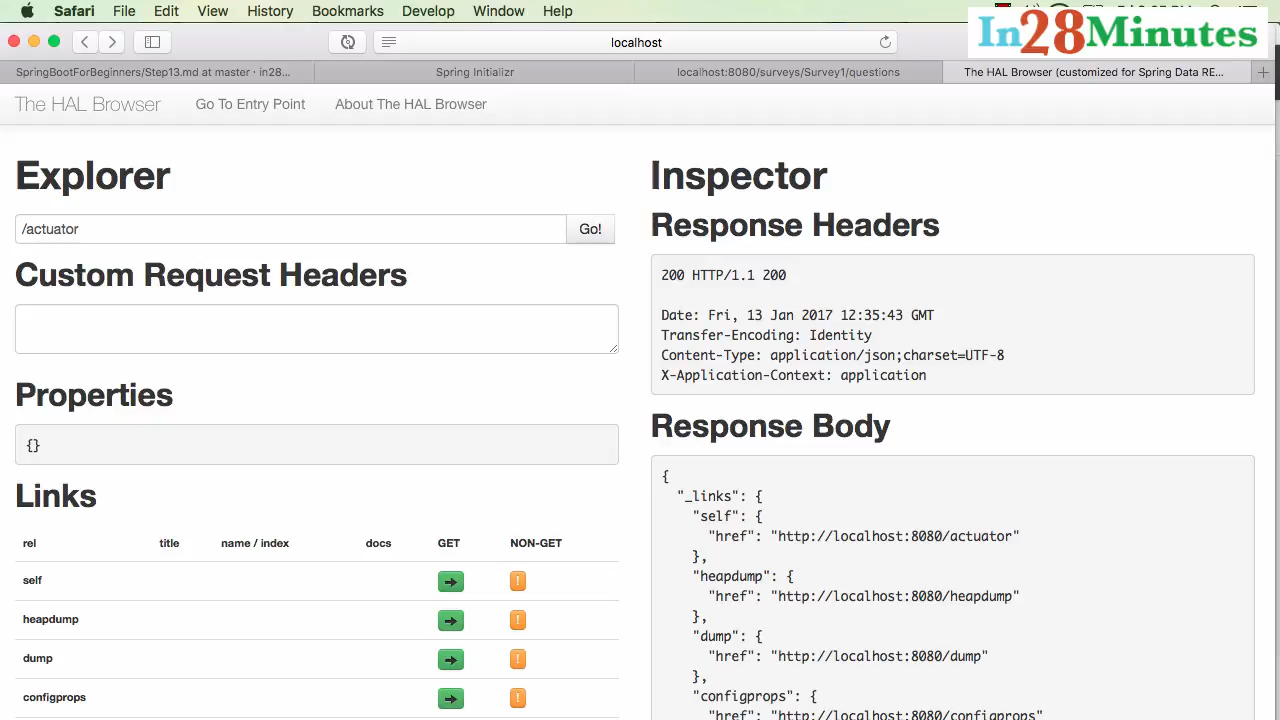 Safari File Edit View History Bookmarks Develop Window Help
In28Minutes
localhost
SpringBootForBeginners/Step13.md at master · in28...
Spring Initializr
localhost:8080/surveys/Survey1/questions
The HAL Browser (customized for Spring Data RE...
The HAL Browser Go To Entry Point About The HAL Browser
Explorer
/actuator Go!
Custom Request Headers
Properties
{}
Links
rel title name / index docs GET NON-GET
self !
heapdump !
dump !
configprops !
Inspector
Response Headers
200 HTTP/1.1 200
Date: Fri, 13 Jan 2017 12:35:43 GMT
Transfer-Encoding: Identity
Content-Type: application/json;charset=UTF-8
X-Application-Context: application
Response Body
{
"_links": {
"self": {
"href": "http://localhost:8080/actuator"
},
"heapdump": {
"href": "http://localhost:8080/heapdump"
},
"dump": {
"href": "http://localhost:8080/dump"
},
"configprops": {
"href": "http://localhost:8080/configprops"